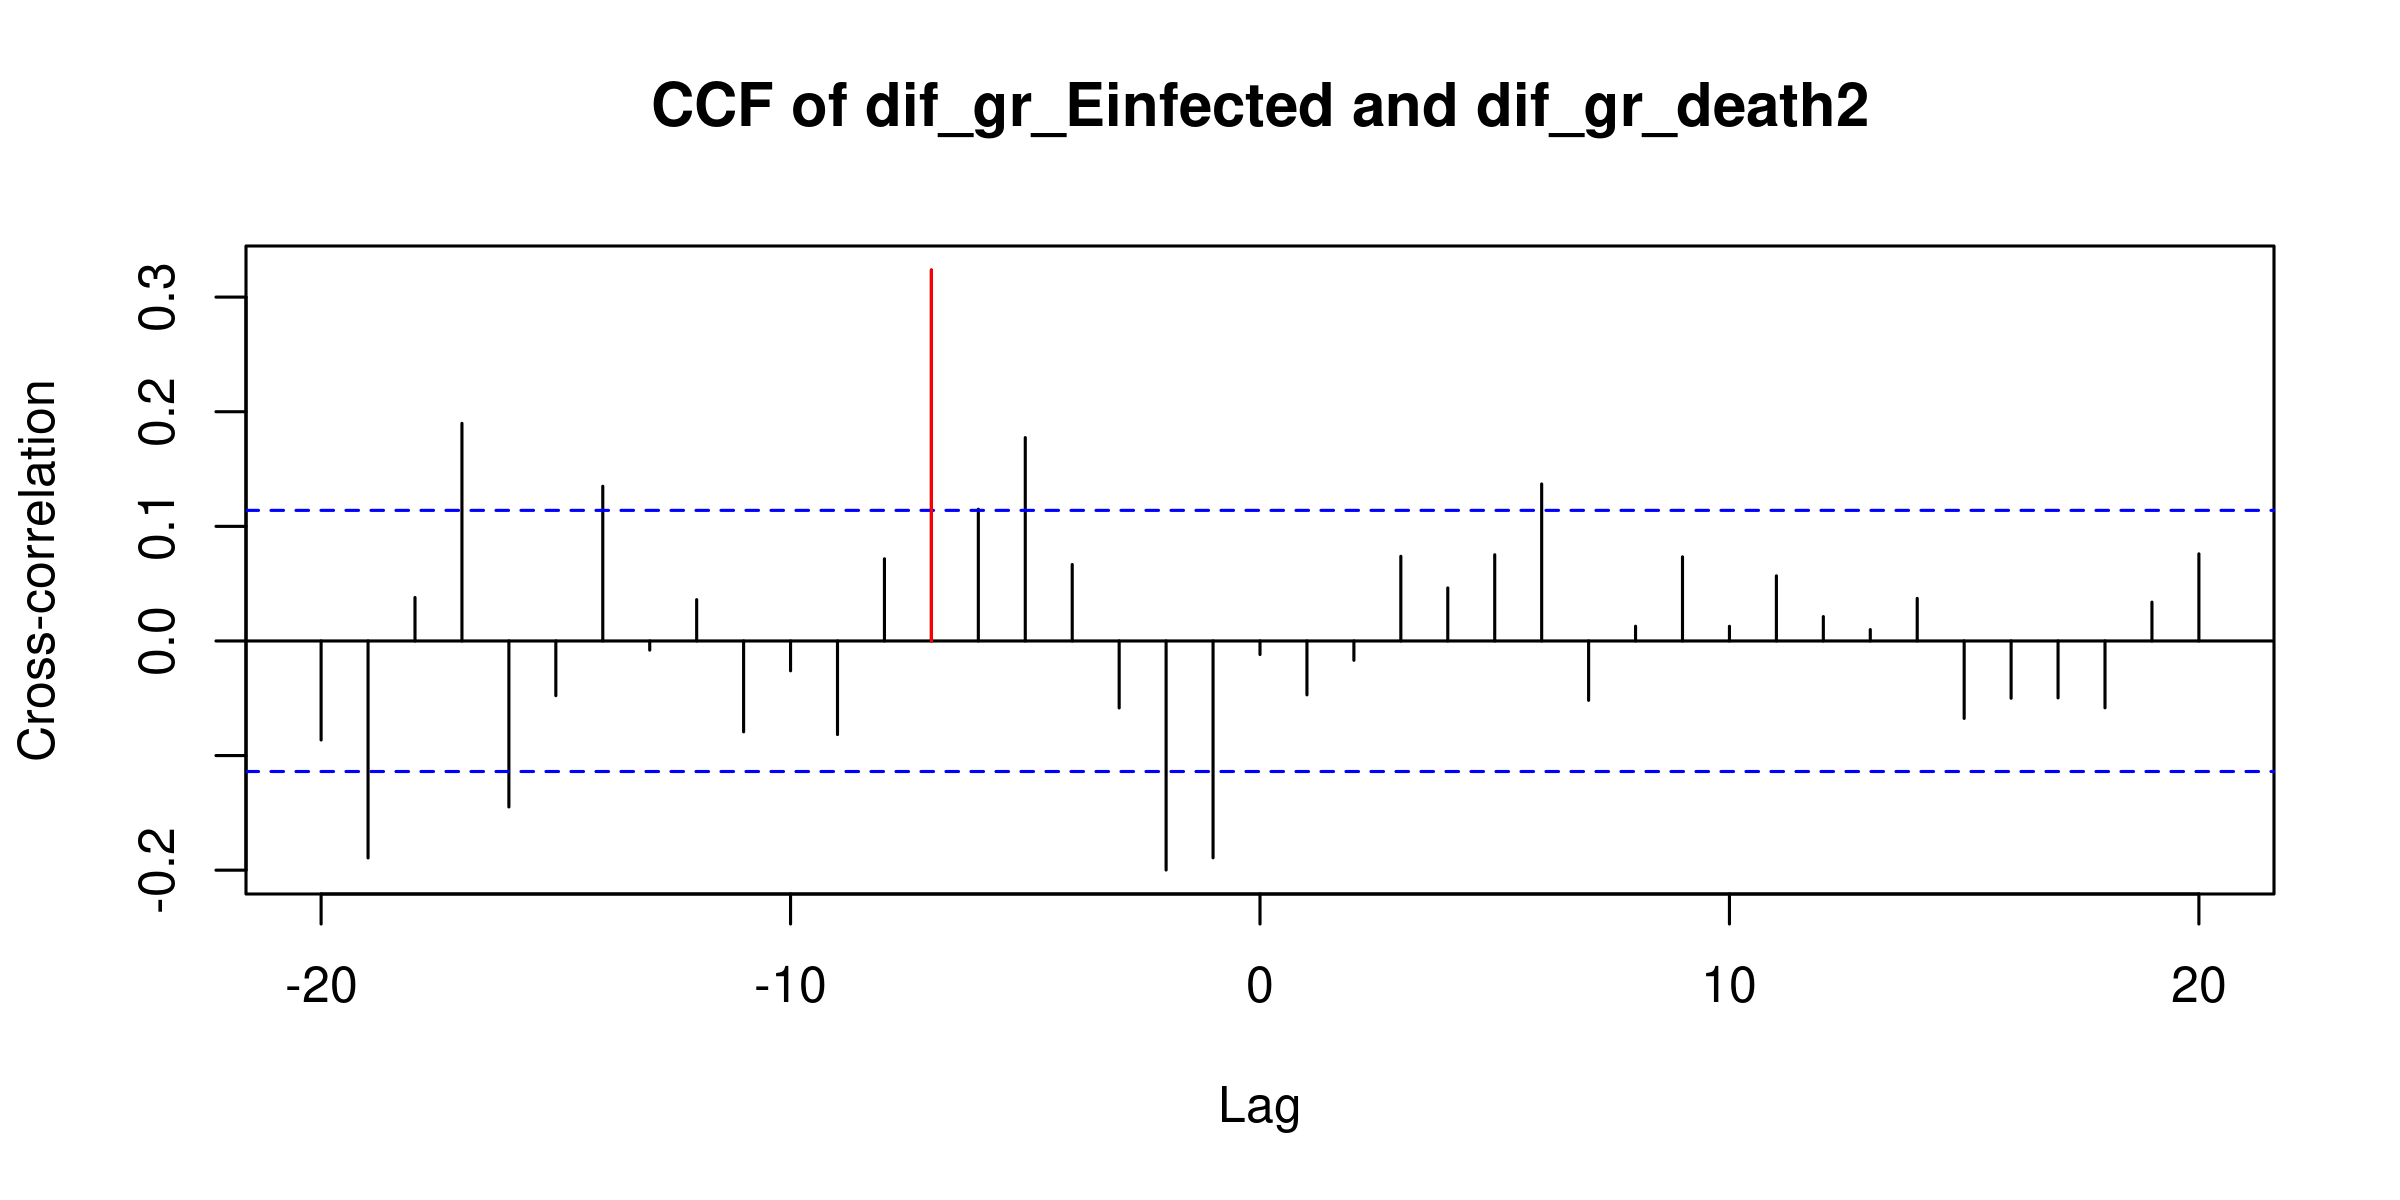 CCF of dif_gr_Einfected and dif_gr_death2
Cross-correlation
0.3
0.2
0.1
0.0
-0.2
-20 -10 0 10 20
Lag